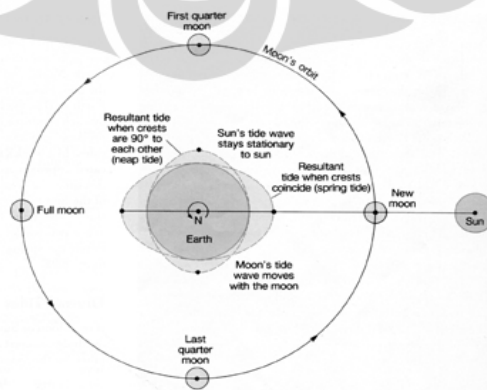 First quarter
moon
Moon's orbit
Resultant tide
when crests
are 90° to
each other
(neap tide)
Sun's tide wave
stays stationary
to sun
Resultant
tide when crests
coincide (spring tide)
Full moon
New
moon
Sun
N
Earth
Moon's tide
wave moves
with the moon
Last
quarter
moon